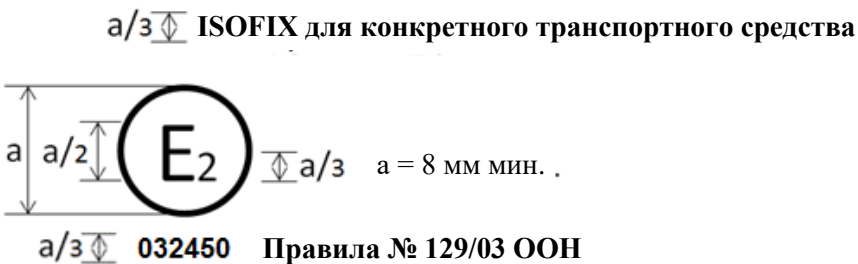 a/3 ISOFIX для конкретного транспортного средства
a a/2 E2 a/3 a = 8 мм мин. .
a/3 032450 Правила № 129/03 ООН